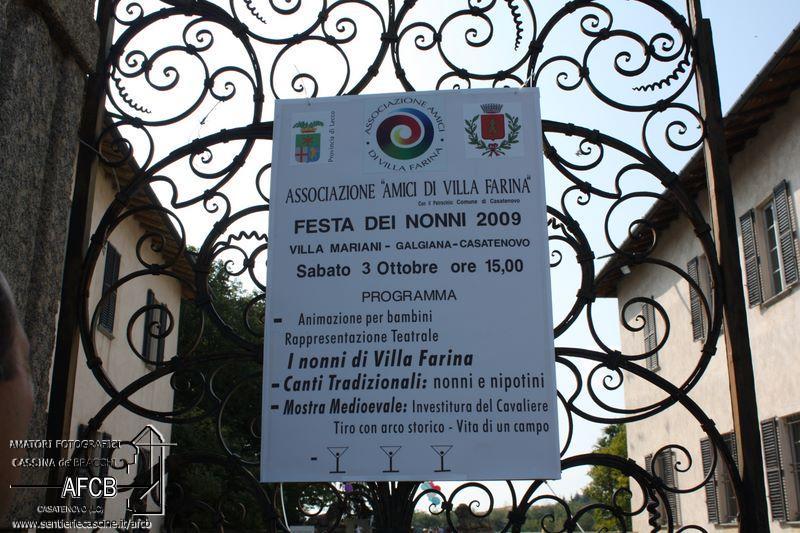 Provincia di Lecco
ASSOCIAZIONE AMICI
DI VILLA FARINA
ASSOCIAZIONE "AMICI DI VILLA FARINA"
Con il Patrocinio Comune di Casatenovo
FESTA DEI NONNI 2009
VILLA MARIANI - GALGIANA-CASATENOVO
Sabato 3 Ottobre ore 15,00
PROGRAMMA
- Animazione per bambini
Rappresentazione Teatrale
I nonni di Villa Farina
- Canti Tradizionali: nonni e nipotini
- Mostra Medioevale: Investitura del Cavaliere
Tiro con arco storico - Vita di un campo
-
AMATORI FOTOGRAFICI
CASSINA de' BRACCHI
AFCB
CASATENOVO (LC)
www.sentieriecascine.it/afcb